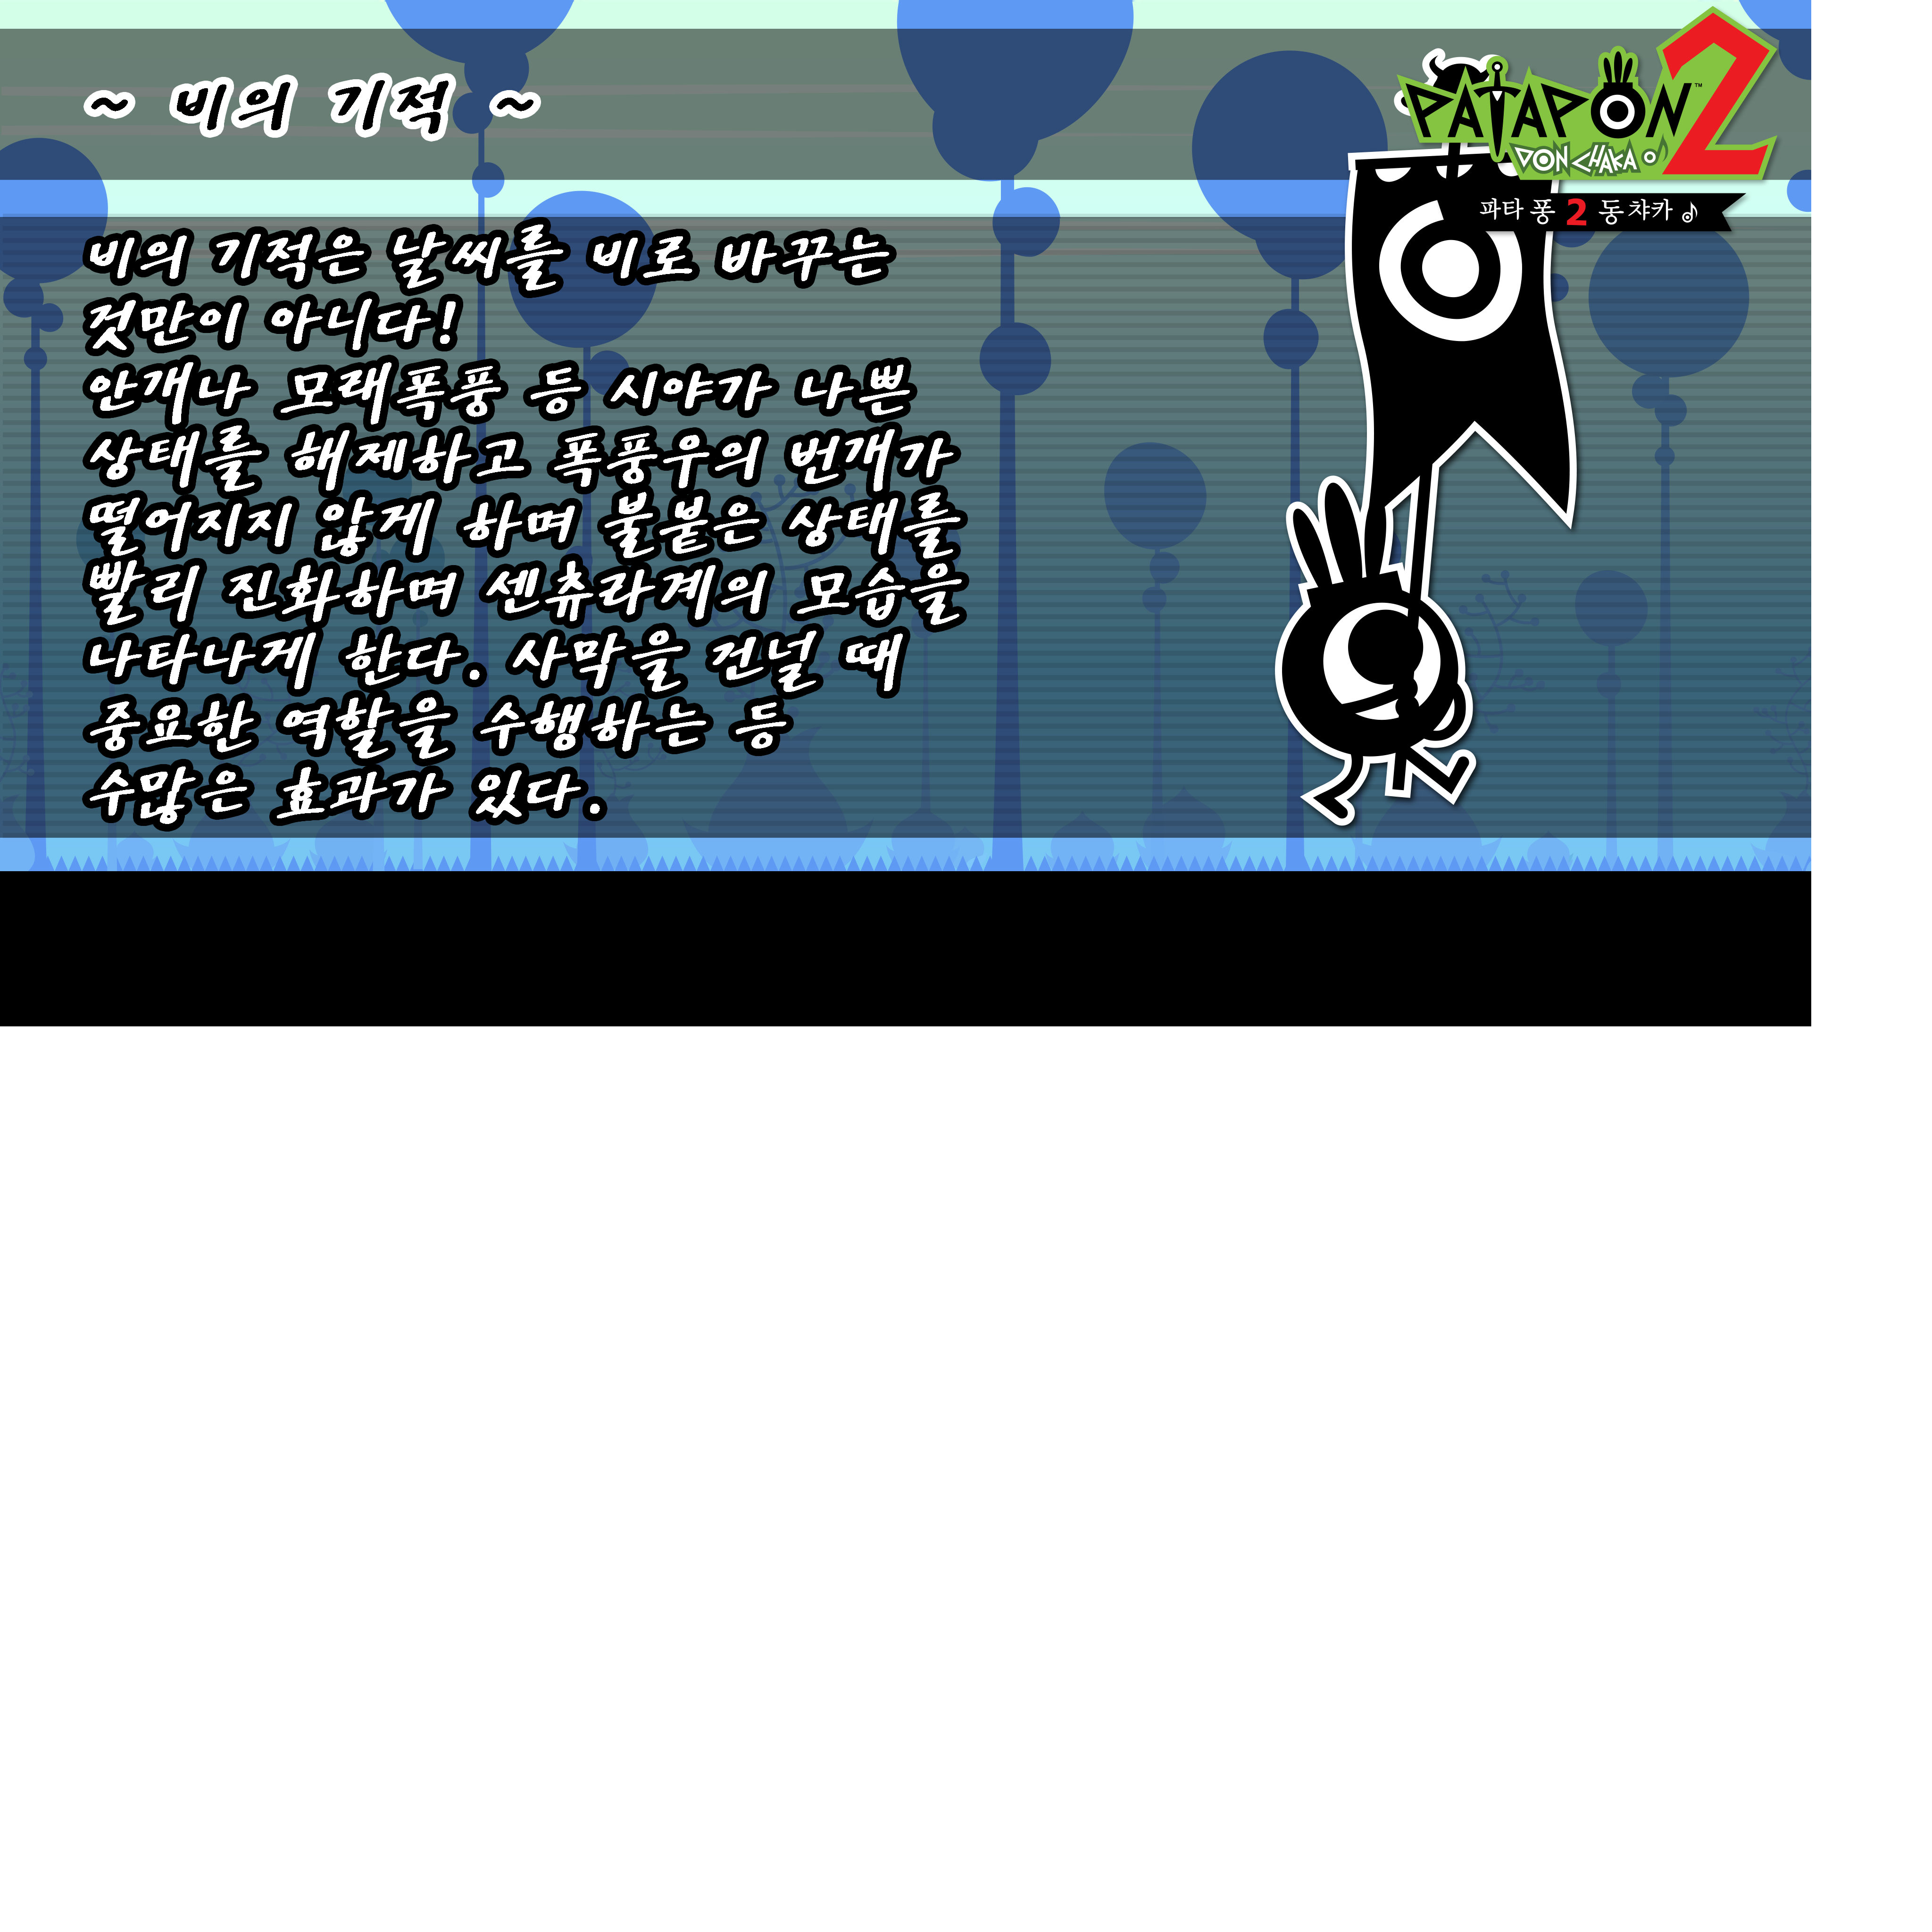 ~ 비의 기적 ~
PATAPON 2™
DONCHAKA♪
파타퐁 2 동챠카 ♪
비의 기적은 날씨를 비로 바꾸는
것만이 아니다!
안개나 모래폭풍 등 시야가 나쁜
상태를 해제하고 폭풍우의 번개가
떨어지지 않게 하며 불붙은 상태를
빨리 진화하며 센츄라계의 모습을
나타나게 한다. 사막을 건널 때
중요한 역할을 수행하는 등
수많은 효과가 있다.